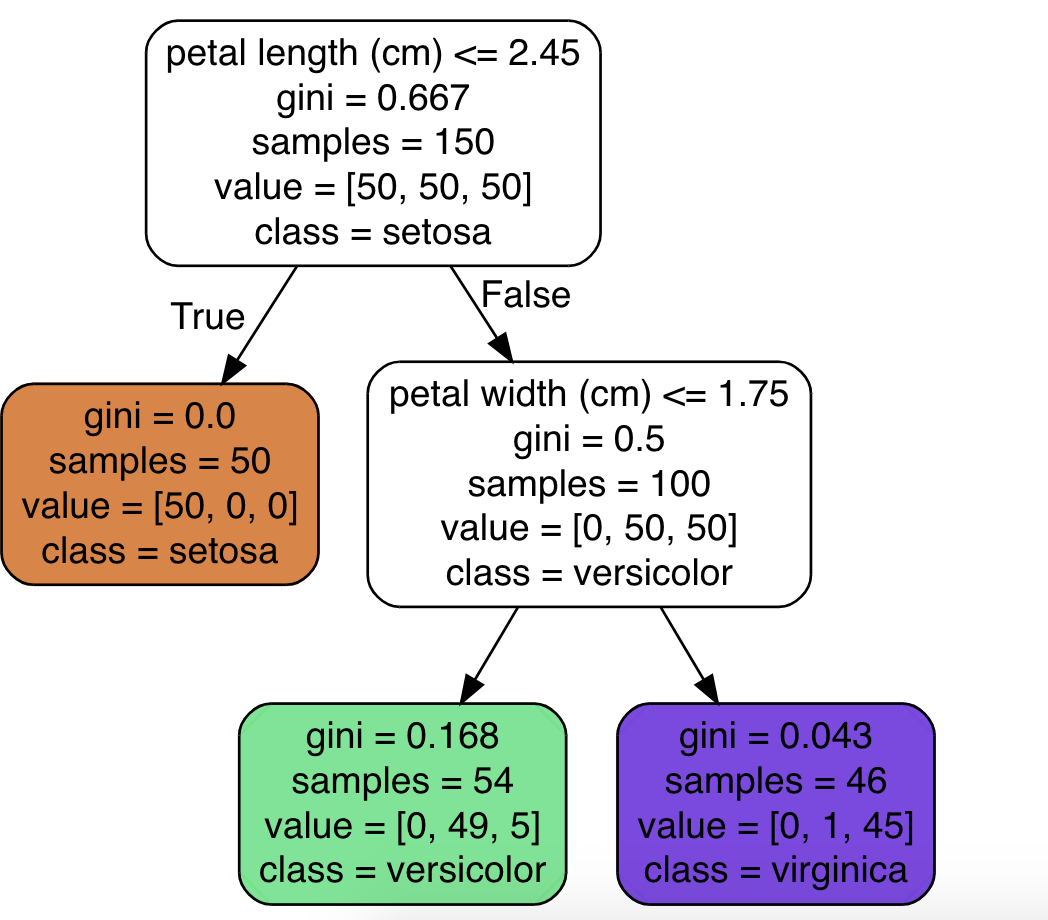 petal length (cm) <= 2.45
gini = 0.667
samples = 150
value = [50, 50, 50]
class = setosa
True
False
gini = 0.0
samples = 50
value = [50, 0, 0]
class = setosa
petal width (cm) <= 1.75
gini = 0.5
samples = 100
value = [0, 50, 50]
class = versicolor
gini = 0.168
samples = 54
value = [0, 49, 5]
class = versicolor
gini = 0.043
samples = 46
value = [0, 1, 45]
class = virginica